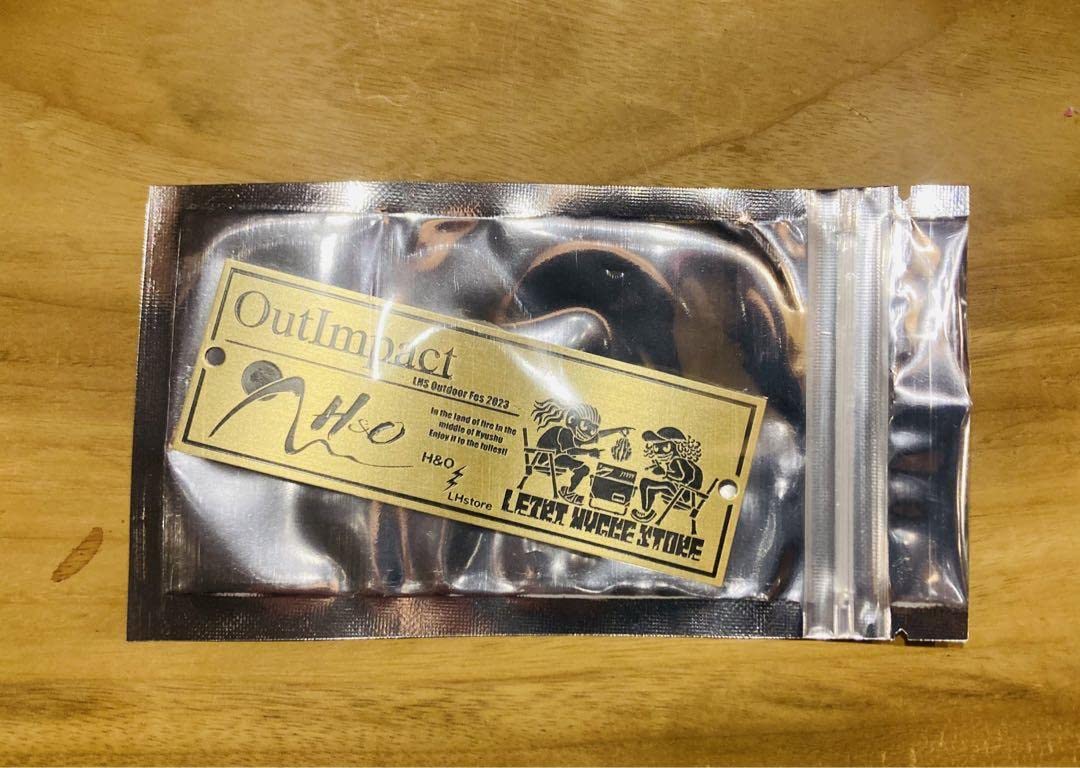 OutImpact
LHS Outdoor Fes 2023
H&O
In the land of fire in the
middle of Kyushu
Enjoy it to the fullest!
H&O
LHstore
HYGGE STORE